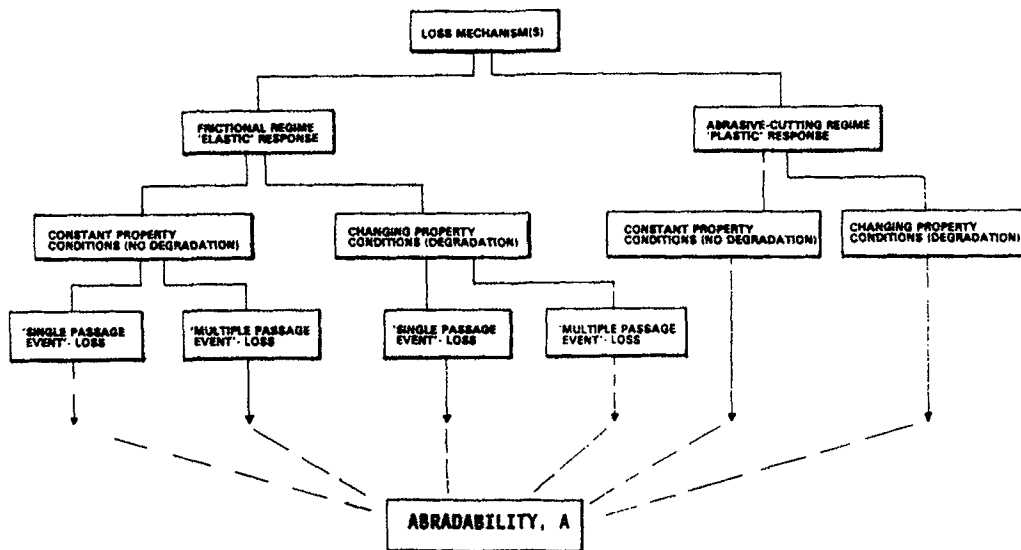 LOSS MECHANISM(S)
FRICTIONAL REGIME
'ELASTIC' RESPONSE
ABRASIVE-CUTTING REGIME
'PLASTIC' RESPONSE
CONSTANT PROPERTY
CONDITIONS (NO DEGRADATION)
CHANGING PROPERTY
CONDITIONS (DEGRADATION)
CONSTANT PROPERTY
CONDITIONS (NO DEGRADATION)
CHANGING PROPERTY
CONDITIONS (DEGRADATION)
'SINGLE PASSAGE
EVENT'- LOSS
'MULTIPLE PASSAGE
EVENT'- LOSS
'SINGLE PASSAGE
EVENT'- LOSS
'MULTIPLE PASSAGE
EVENT'- LOSS
ABRADABILITY, A